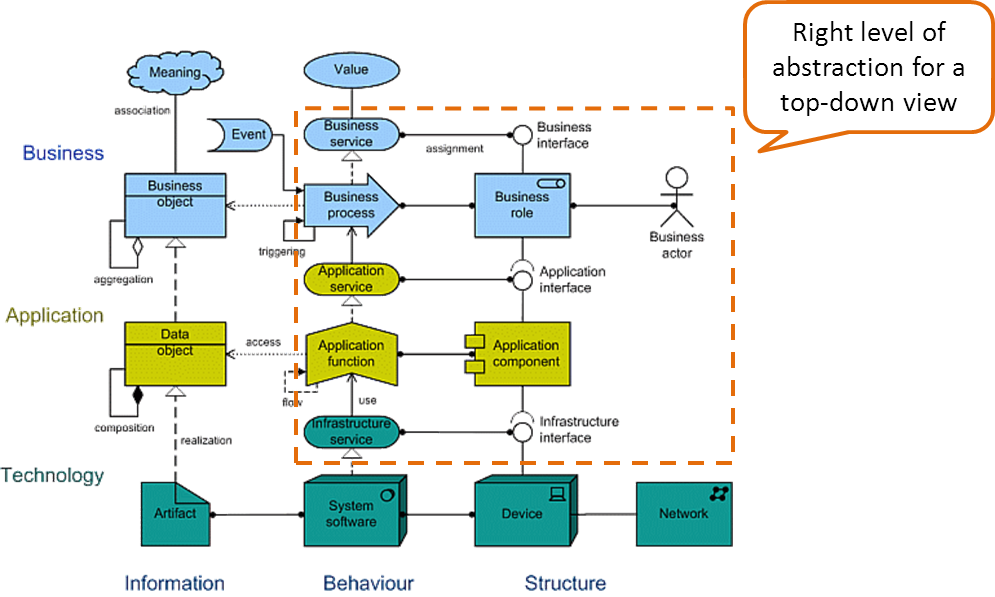 Right level of
abstraction for a
top-down view
Meaning
Value
association
Event
Business
service
Business
interface
assignment
Business
Business
object
Business
process
Business
role
Business
actor
triggering
aggregation
Application
service
Application
interface
Application
Data
object
access
Application
function
Application
component
flow
use
composition
Infrastructure
service
Infrastructure
interface
realization
Technology
Artifact
System
software
Device
Network
Information
Behaviour
Structure